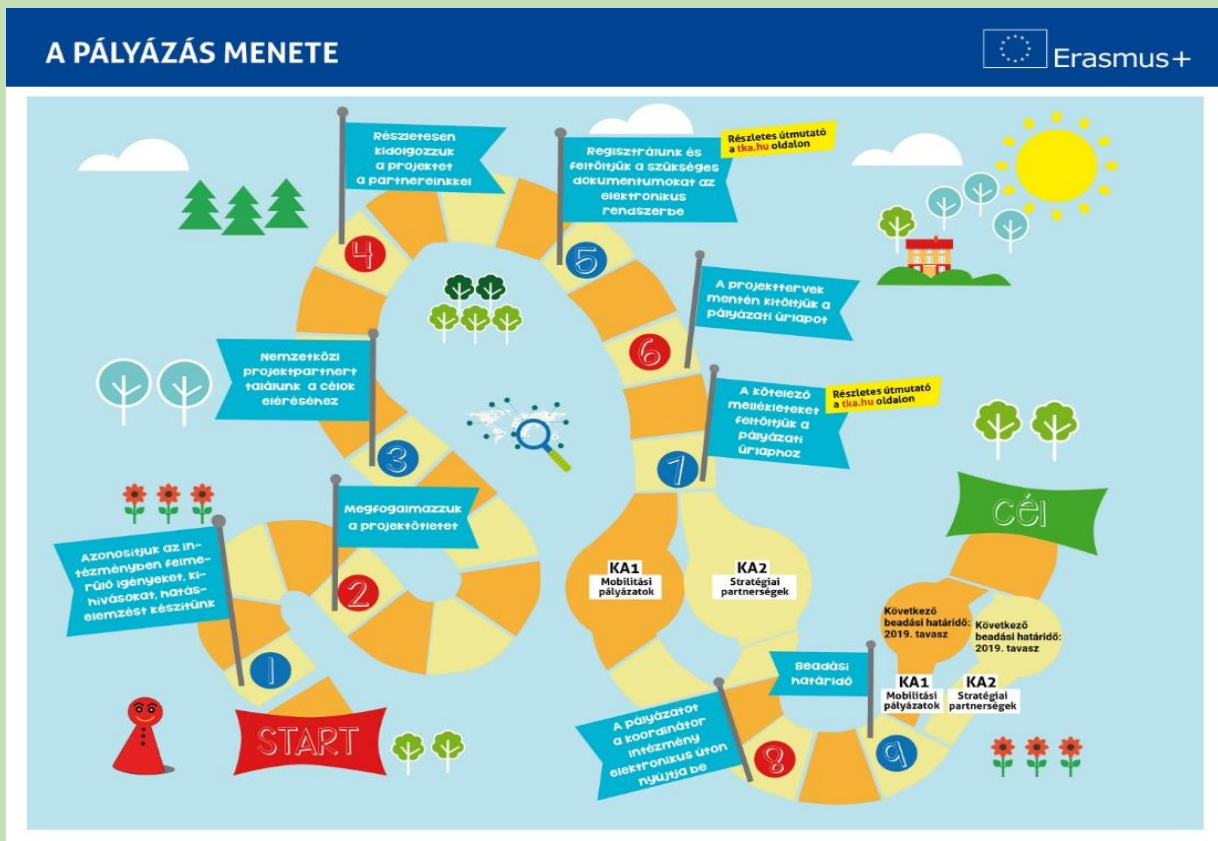 A PÁLYÁZÁS MENETE
Erasmus+
START
1
Azonosítjuk az in-
tézményben felme-
rülő igényeket, ki-
hívásokat, hatás-
elemzést készítünk
2
Megfogalmazzuk
a projektötletet
3
Nemzetközi
projektpartnert
találunk a célok
eléréséhez
4
Részletesen
kidolgozzuk
a projektet
a partnereinkkel
5
Regisztrálunk és
feltöltjük a szükséges
dokumentumokat az
elektronikus
rendszerbe
Részletes útmutató
a tka.hu oldalon
6
A projekttervek
mentén kitöltjük a
pályázati űrlapot
7
A kötelező
mellékleteket
feltöltjük a
pályázati
űrlaphoz
Részletes útmutató
a tka.hu oldalon
KA1
Mobilitási
pályázatok
KA2
Stratégiai
partnerségek
8
A pályázatot
a koordinátor
intézmény
elektronikus úton
nyújtja be
9
Beadási
határidő
KA1
Mobilitási
pályázatok
Következő
beadási határidő:
2019. tavasz
KA2
Stratégiai
partnerségek
Következő
beadási határidő:
2019. tavasz
CÉL